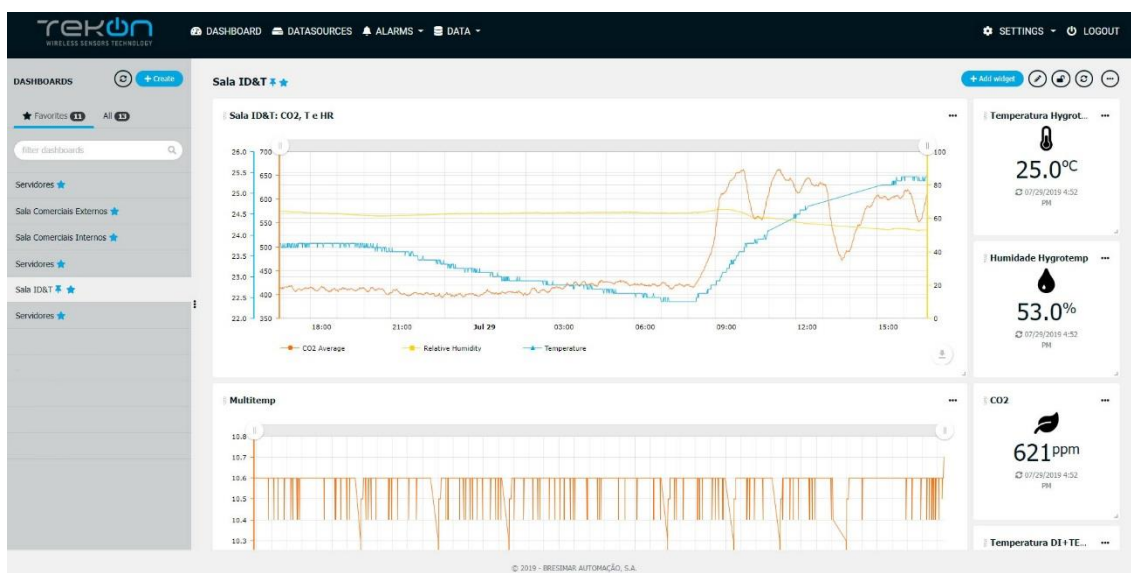 TEKON
WIRELESS SENSORS TECHNOLOGY
DASHBOARD DATASOURCES ALARMS DATA
SETTINGS LOGOUT
DASHBOARDS
+ Create
Favorites 11 All 13
filter dashboards
Servidores
Sala Comerciais Externos
Sala Comerciais Internos
Servidores
Sala ID&T
Servidores
Sala ID&T
+ Add widget
Sala ID&T: CO2, T e HR
26.0 700 100
25.5 650
25.0 600 80
24.5 550 60
24.0 500
23.5 450 40
23.0 400 20
22.5
22.0 350 0
18:00 21:00 Jul 29 03:00 06:00 09:00 12:00 15:00
CO2 Average Relative Humidity Temperature
Multitemp
10.8
10.7
10.6
10.5
10.4
10.3
Temperatura Hygrot...
25.0ºC
07/29/2019 4:52
PM
Humidade Hygrotemp
53.0%
07/29/2019 4:52
PM
CO2
621ppm
07/29/2019 4:52
PM
Temperatura DI+TE...
© 2019 - BRESIMAR AUTOMAÇÃO, S.A.